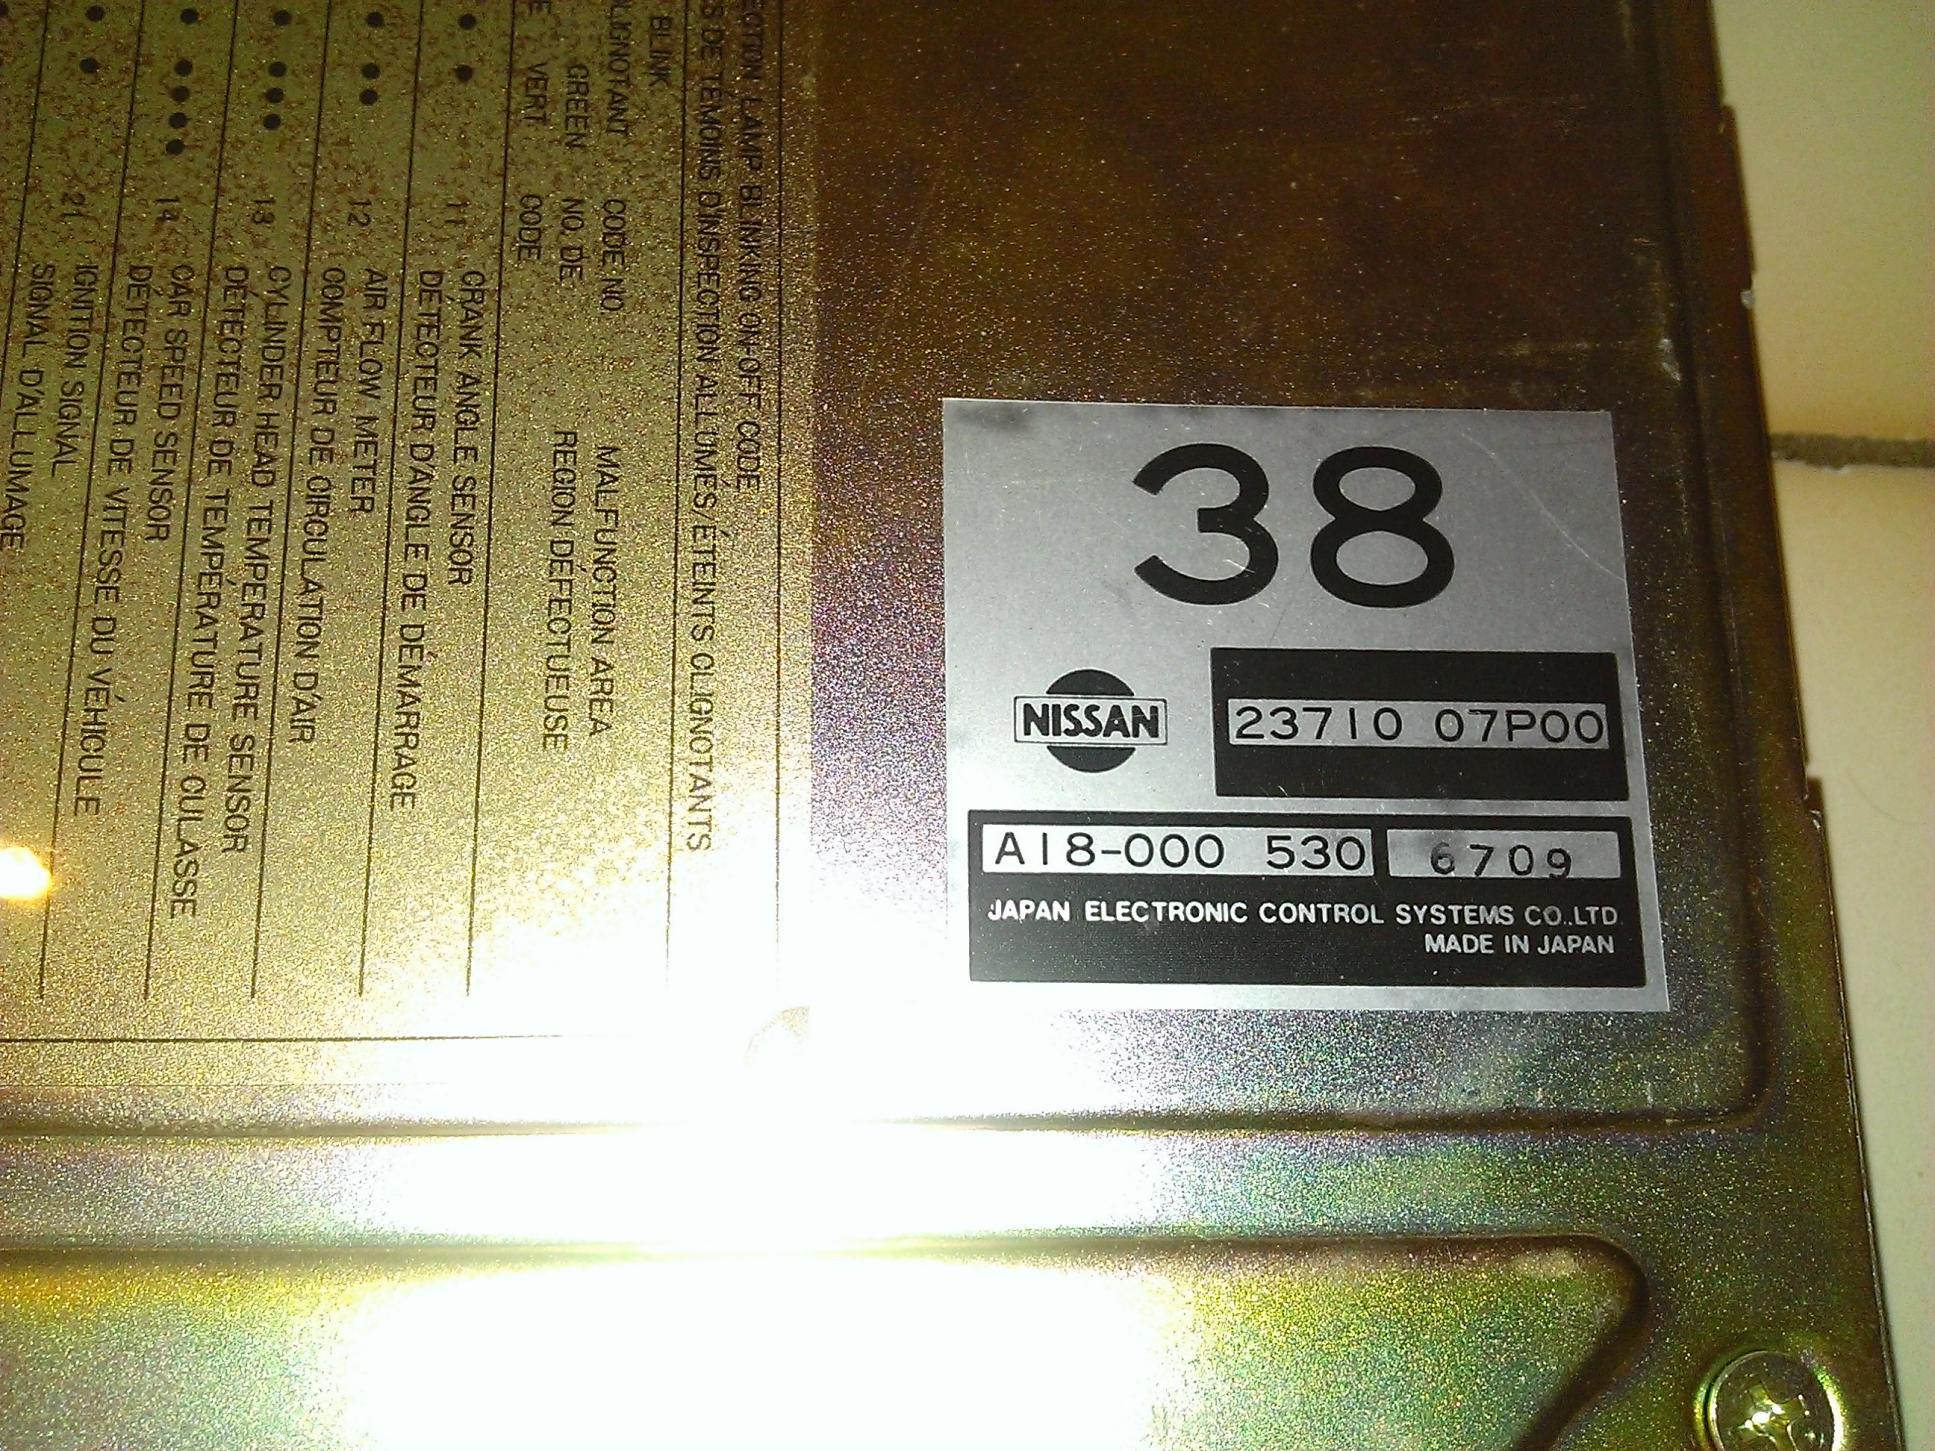 38
NISSAN
23710 07P00
A18-000 530
6709
JAPAN ELECTRONIC CONTROL SYSTEMS CO.,LTD.
MADE IN JAPAN
LAMP BLINKING ON-OFF CODE
DE TÉMOINS D'INSPECTION ALLUMÉS, ÉTEINTS CLIGNOTANTS
BLINK
CODE NO. MALFUNCTION AREA
GREEN NO. DE REGION DÉFECTUEUSE
VERT CODE
11 CRANK ANGLE SENSOR
DÉTECTEUR D'ANGLE DE DÉMARRAGE
12 AIR FLOW METER
COMPTEUR DE CIRCULATION D'AIR
13 CYLINDER HEAD TEMPERATURE SENSOR
DÉTECTEUR DE TEMPÉRATURE DE CULASSE
14 CAR SPEED SENSOR
DÉTECTEUR DE VITESSE DU VÉHICULE
21 IGNITION SIGNAL
SIGNAL D'ALLUMAGE